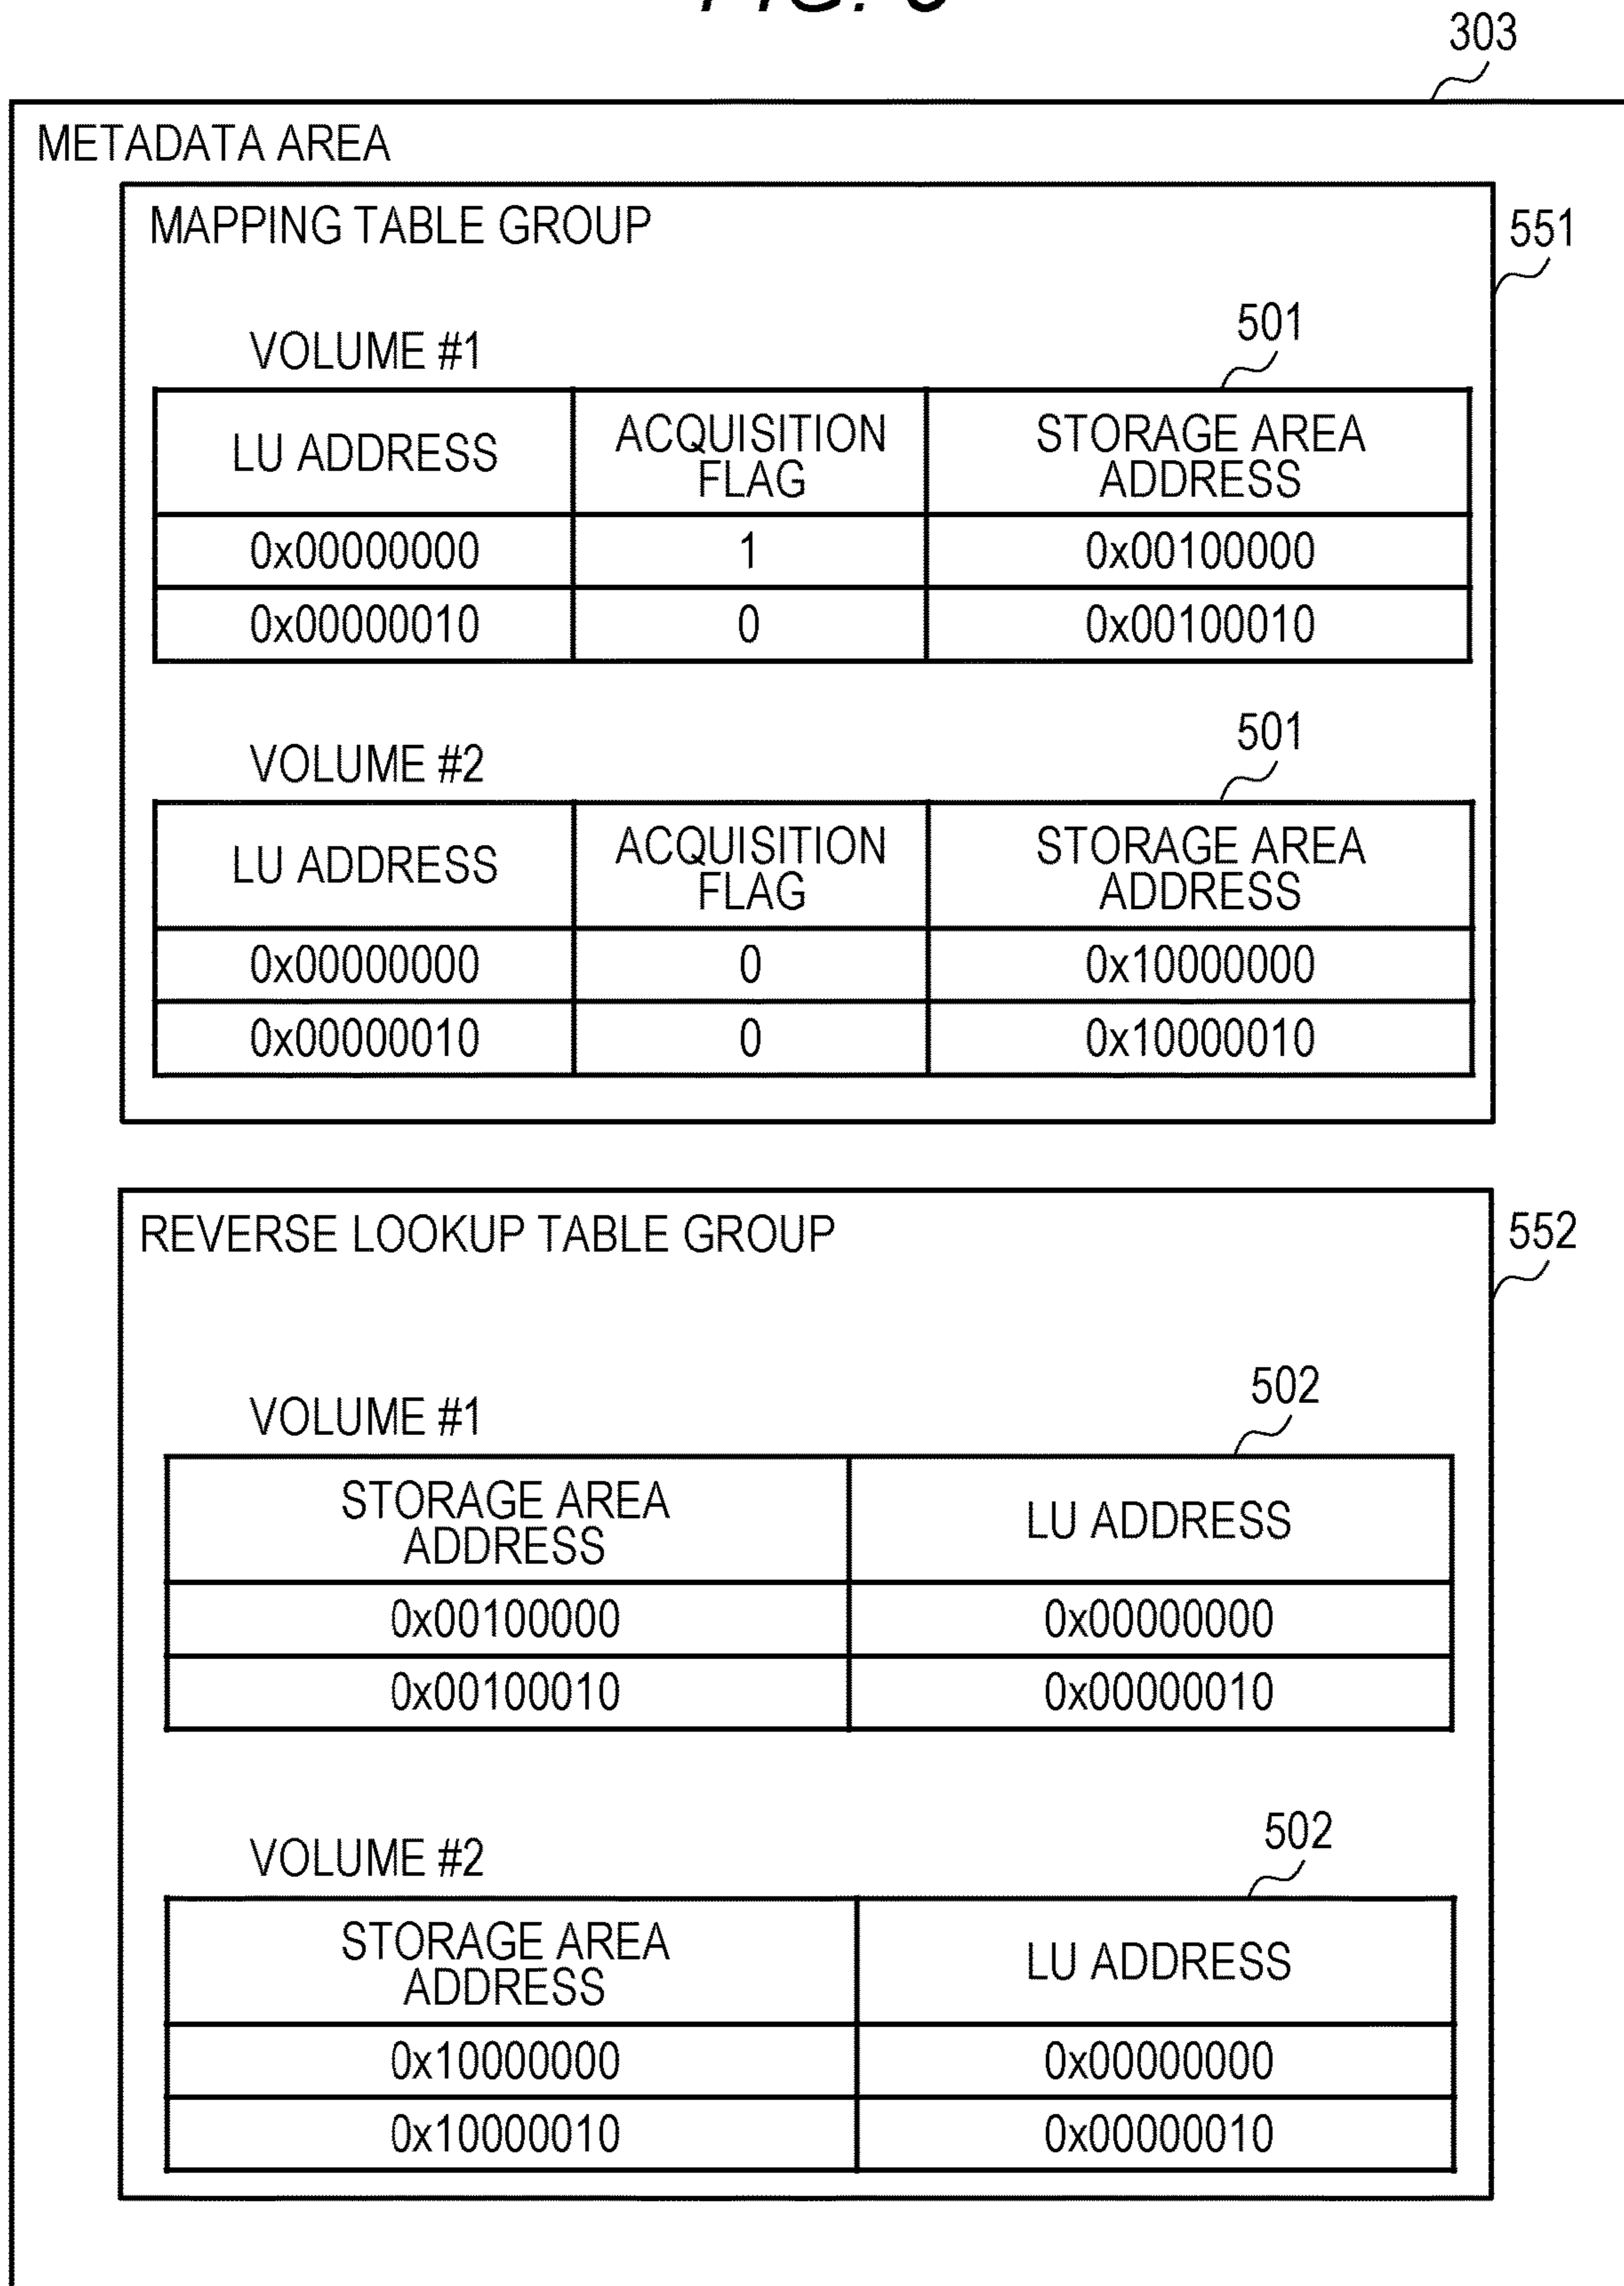 FIG.
303
METADATA AREA
MAPPING TABLE GROUP
551
VOLUME #1
501
LU ADDRESS
ACQUISITION
FLAG
STORAGE AREA
ADDRESS
0x00000000 1 0x00100000
0x00000010 0 0x00100010
VOLUME #2
501
LU ADDRESS
ACQUISITION
FLAG
STORAGE AREA
ADDRESS
0x00000000 0 0x10000000
0x00000010 0 0x10000010
REVERSE LOOKUP TABLE GROUP
552
VOLUME #1
502
STORAGE AREA
ADDRESS
LU ADDRESS
0x00100000 0x00000000
0x00100010 0x00000010
VOLUME #2
502
STORAGE AREA
ADDRESS
LU ADDRESS
0x10000000 0x00000000
0x10000010 0x00000010